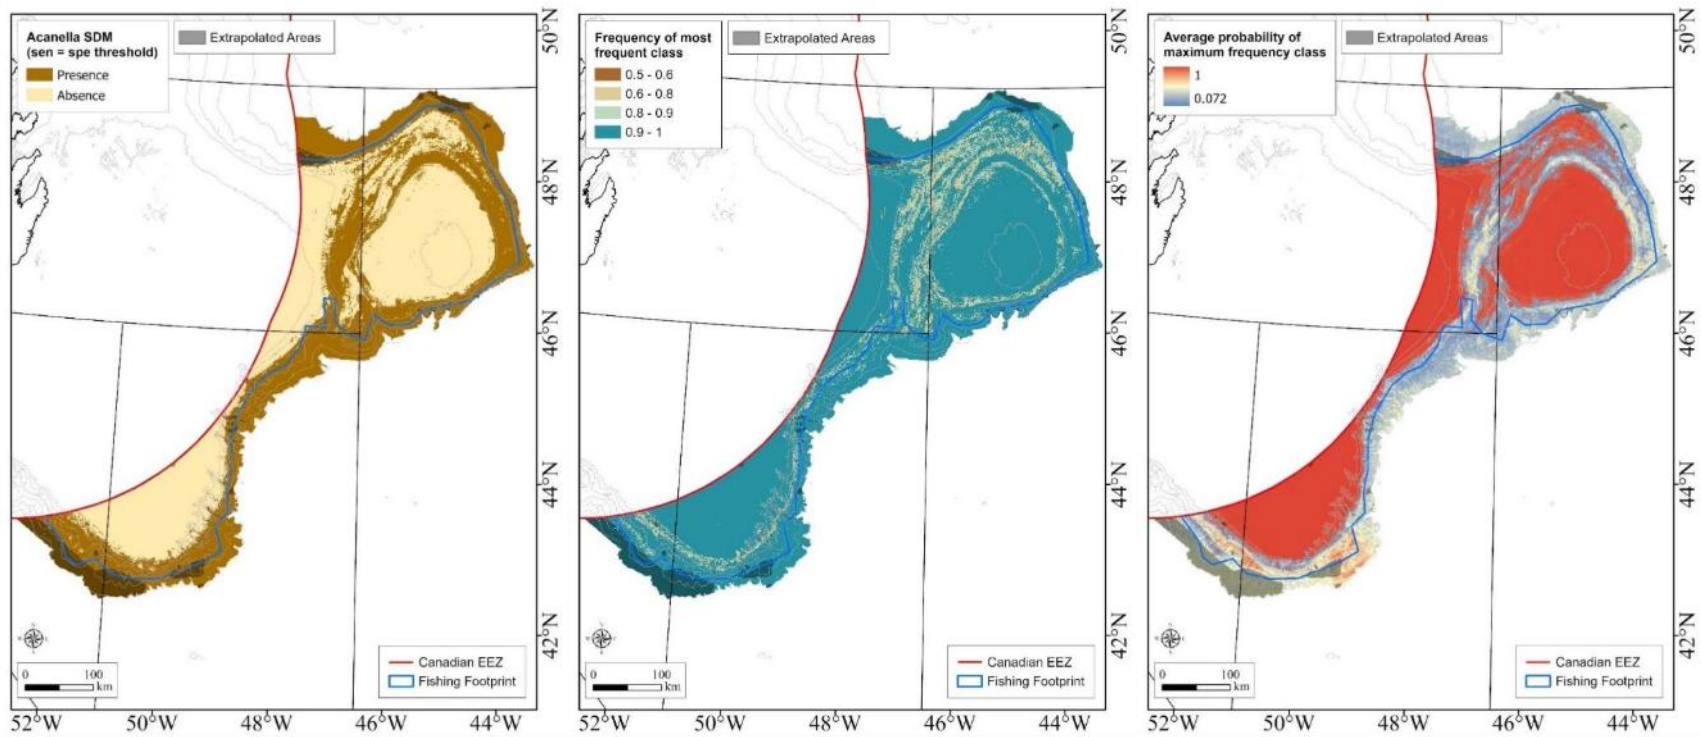 Acanella SDM
(sen = spe threshold)
Presence
Absence
Extrapolated Areas
50°N
48°N
46°N
44°N
42°N
0 100
km
Canadian EEZ
Fishing Footprint
52°W 50°W 48°W 46°W 44°W
Frequency of most
frequent class
0.5 - 0.6
0.6 - 0.8
0.8 - 0.9
0.9 - 1
Extrapolated Areas
50°N
48°N
46°N
44°N
42°N
0 100
km
Canadian EEZ
Fishing Footprint
52°W 50°W 48°W 46°W 44°W
Average probability of
maximum frequency class
1
0.072
Extrapolated Areas
50°N
48°N
46°N
44°N
42°N
0 100
km
Canadian EEZ
Fishing Footprint
52°W 50°W 48°W 46°W 44°W